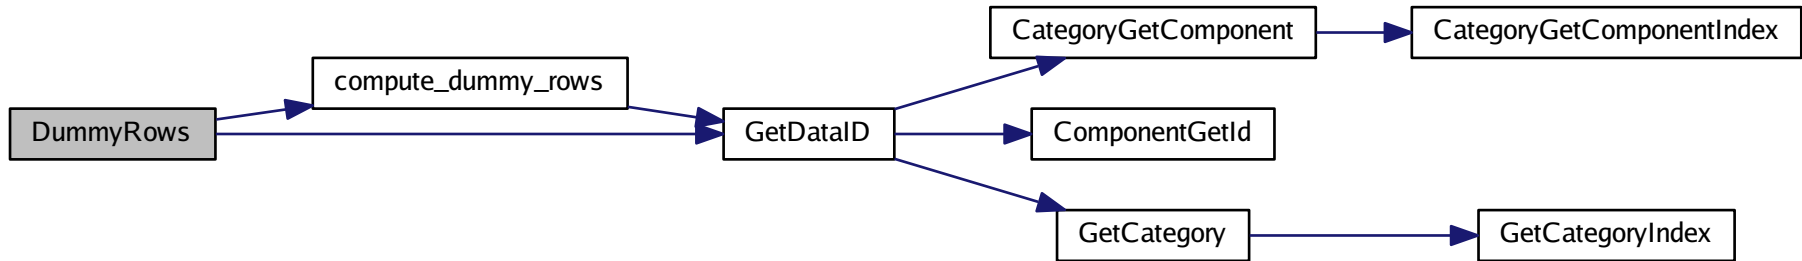 DummyRows
compute_dummy_rows
GetDataID
CategoryGetComponent
CategoryGetComponentIndex
ComponentGetId
GetCategory
GetCategoryIndex